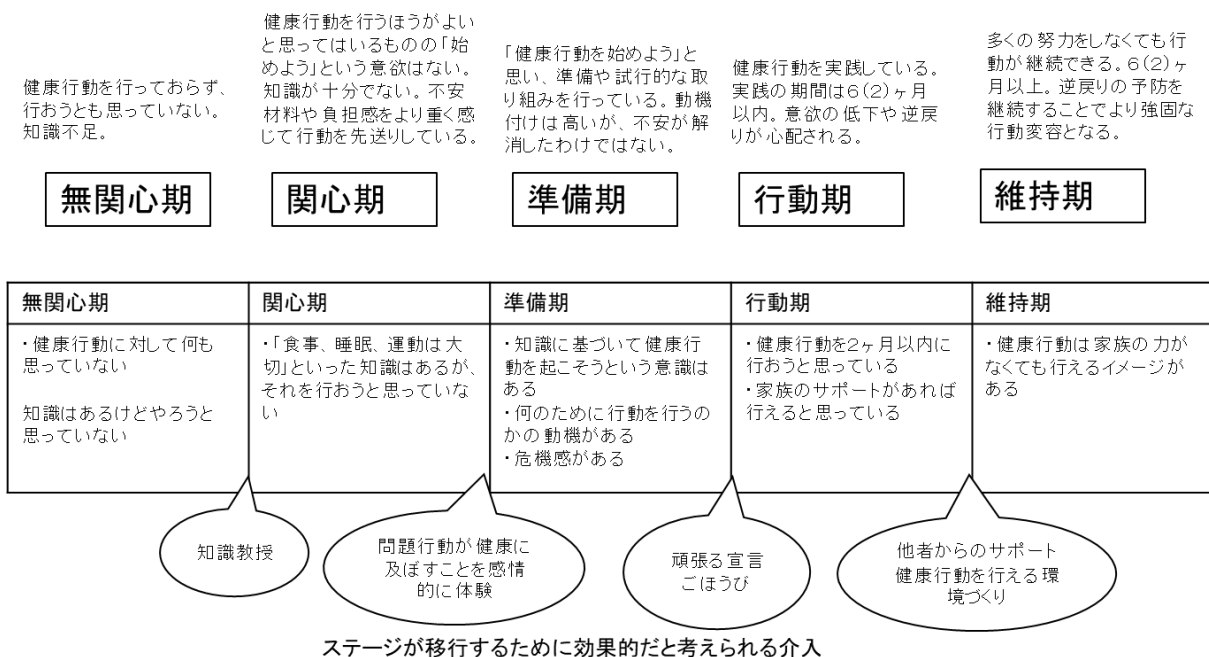 健康行動を行っておらず、
行おうとも思っていない。
知識不足。
健康行動を行うほうがよい
と思ってはいるものの「始
めよう」という意欲はない。
知識が十分でない。不安
材料や負担感をより重く感
じて行動を先送りしている。
「健康行動を始めよう」と
思い、準備や試行的な取
り組みを行っている。動機
付けは高いが、不安が解
消したわけではない。
健康行動を実践している。
実践の期間は6(2)ヶ月
以内。意欲の低下や逆戻
りが心配される。
多くの努力をしなくても行
動が継続できる。6(2)ヶ
月以上。逆戻りの予防を
継続することでより強固な
行動変容となる。
無関心期
関心期
準備期
行動期
維持期
無関心期
・健康行動に対して何も
思っていない
知識はあるけどやろうと
思っていない
関心期
・「食事、睡眠、運動は大
切」といった知識はあるが、
それを行おうと思っていな
い
準備期
・知識に基づいて健康行
動を起こそうという意識は
ある
・何のために行動を行うの
かの動機がある
・危機感がある
行動期
・健康行動を2ヶ月以内に
行おうと思っている
・家族のサポートがあれば
行えると思っている
維持期
・健康行動は家族の力が
なくても行えるイメージが
ある
知識教授
問題行動が健康に
及ぼすことを感情
的に体験
頑張る宣言
ごほうび
他者からのサポート
健康行動を行える環
境づくり
ステージが移行するために効果的だと考えられる介入